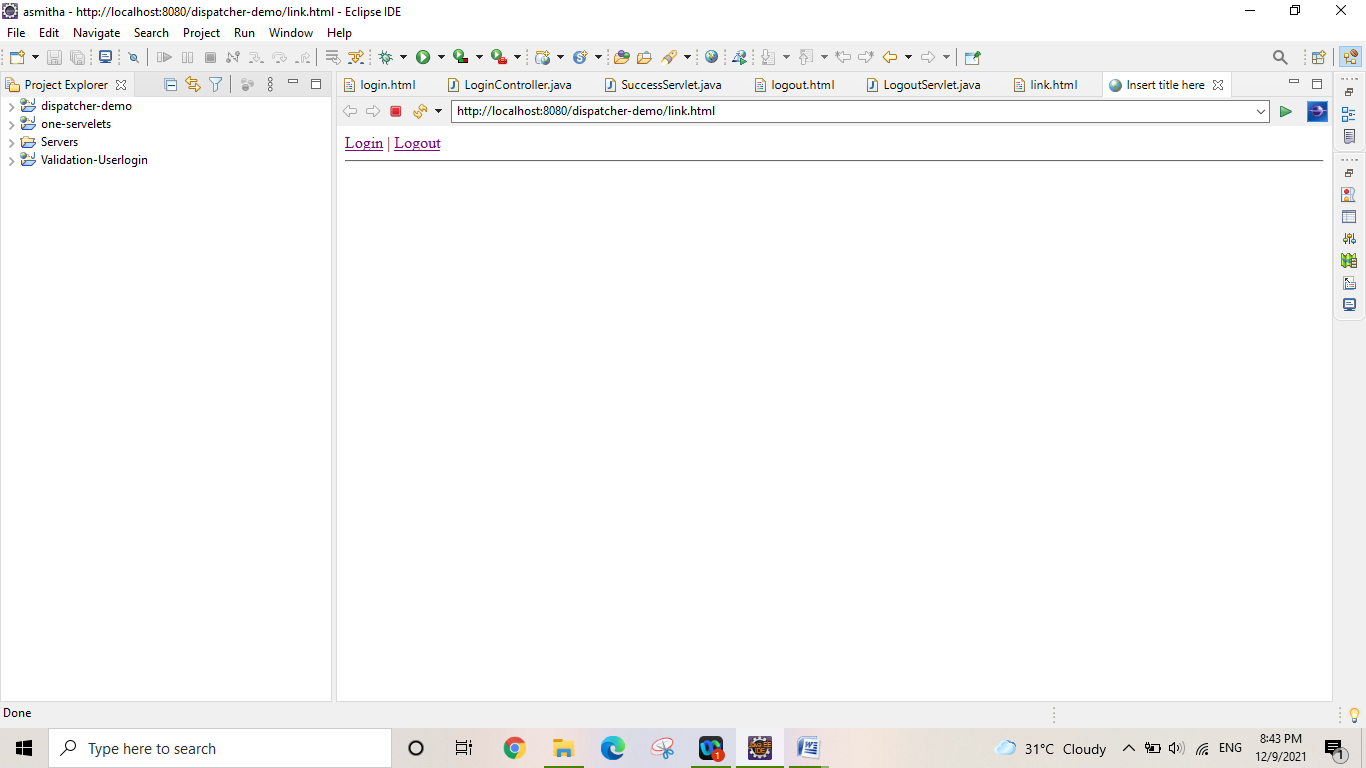 asmitha - http://localhost:8080/dispatcher-demo/link.html - Eclipse IDE
File Edit Navigate Search Project Run Window Help
Project Explorer
login.html LoginController.java SuccessServlet.java logout.html LogoutServlet.java link.html Insert title here
dispatcher-demo
one-servelets
Servers
Validation-Userlogin
http://localhost:8080/dispatcher-demo/link.html
Login | Logout
Done
Type here to search
1
31°C Cloudy
ENG
8:43 PM
12/9/2021
1